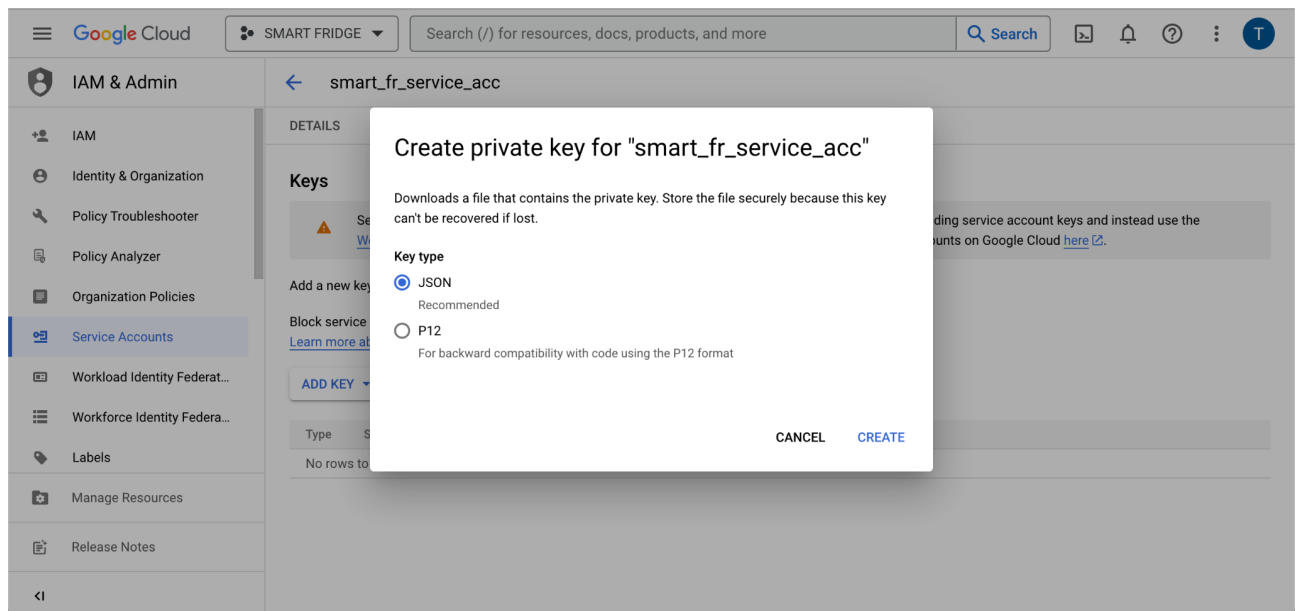 Google Cloud
SMART FRIDGE
Search (/) for resources, docs, products, and more
Search
T
IAM & Admin
smart_fr_service_acc
IAM
Identity & Organization
Policy Troubleshooter
Policy Analyzer
Organization Policies
Service Accounts
Workload Identity Federat...
Workforce Identity Federa...
Labels
Manage Resources
Release Notes
DETAILS
Keys
Se
ding service account keys and instead use the
We
unts on Google Cloud here.
Add a new key
Block service
Learn more ab
ADD KEY
Type S
No rows to
Create private key for "smart_fr_service_acc"
Downloads a file that contains the private key. Store the file securely because this key
can't be recovered if lost.
Key type
JSON
Recommended
P12
For backward compatibility with code using the P12 format
CANCEL
CREATE